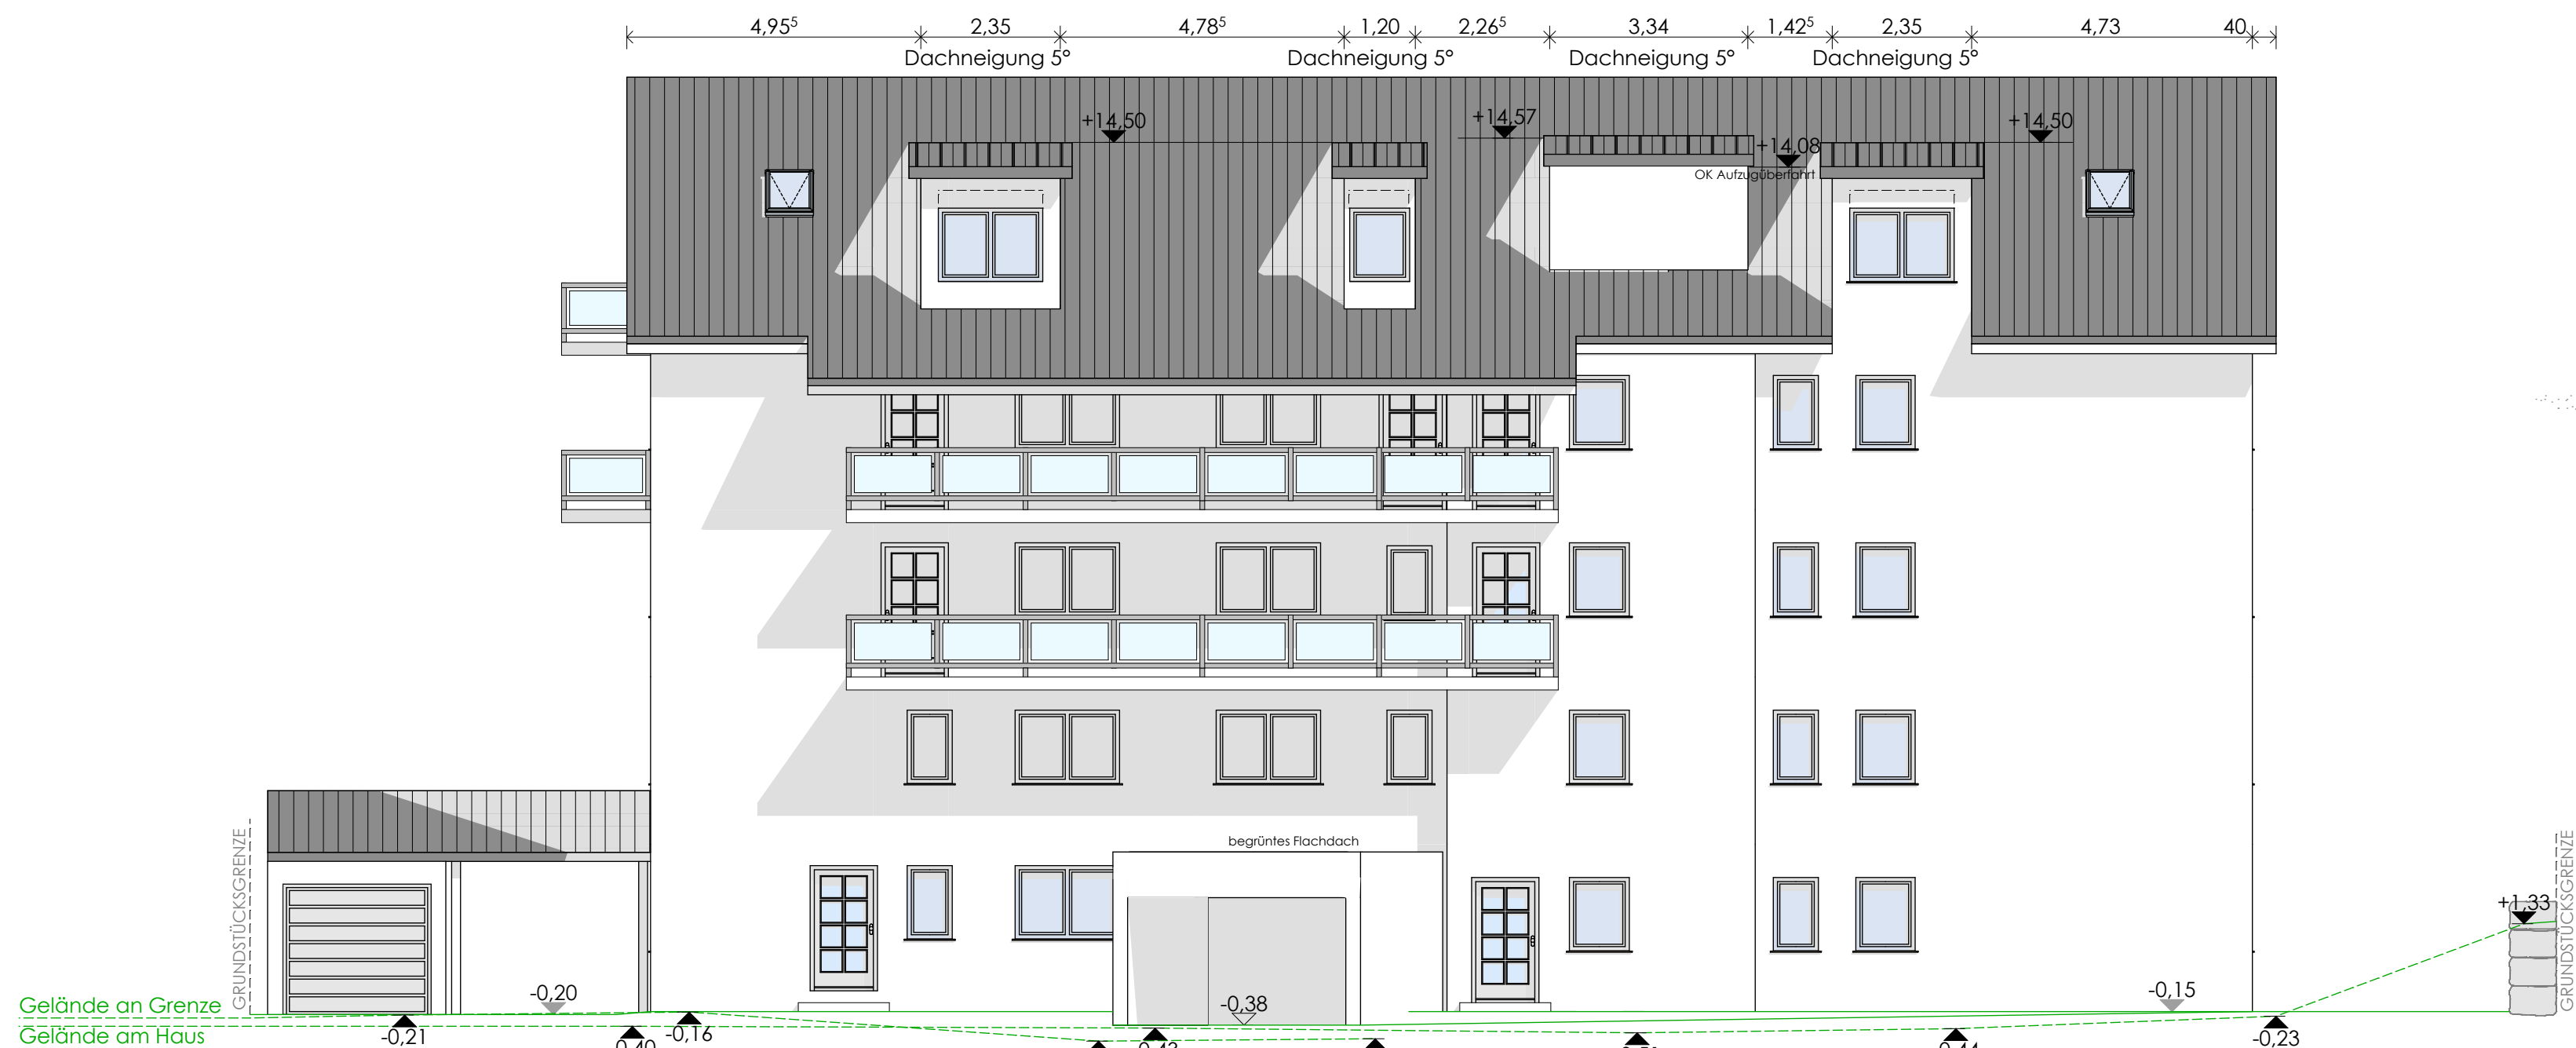 4,95⁵ 2,35 4,78⁵ 1,20 2,26⁵ 3,34 1,42⁵ 2,35 4,73 40
Dachneigung 5° Dachneigung 5° Dachneigung 5° Dachneigung 5°
+14,50 +14,57 +14,50
+14,08
OK Aufzugüberfahrt
begrüntes Flachdach
GRUNDSTÜCKSGRENZE
GRUNDSTÜCKSGRENZE
+1,33
-0,20 -0,38 -0,15
Gelände an Grenze
Gelände am Haus
-0,21 -0,16 -0,23